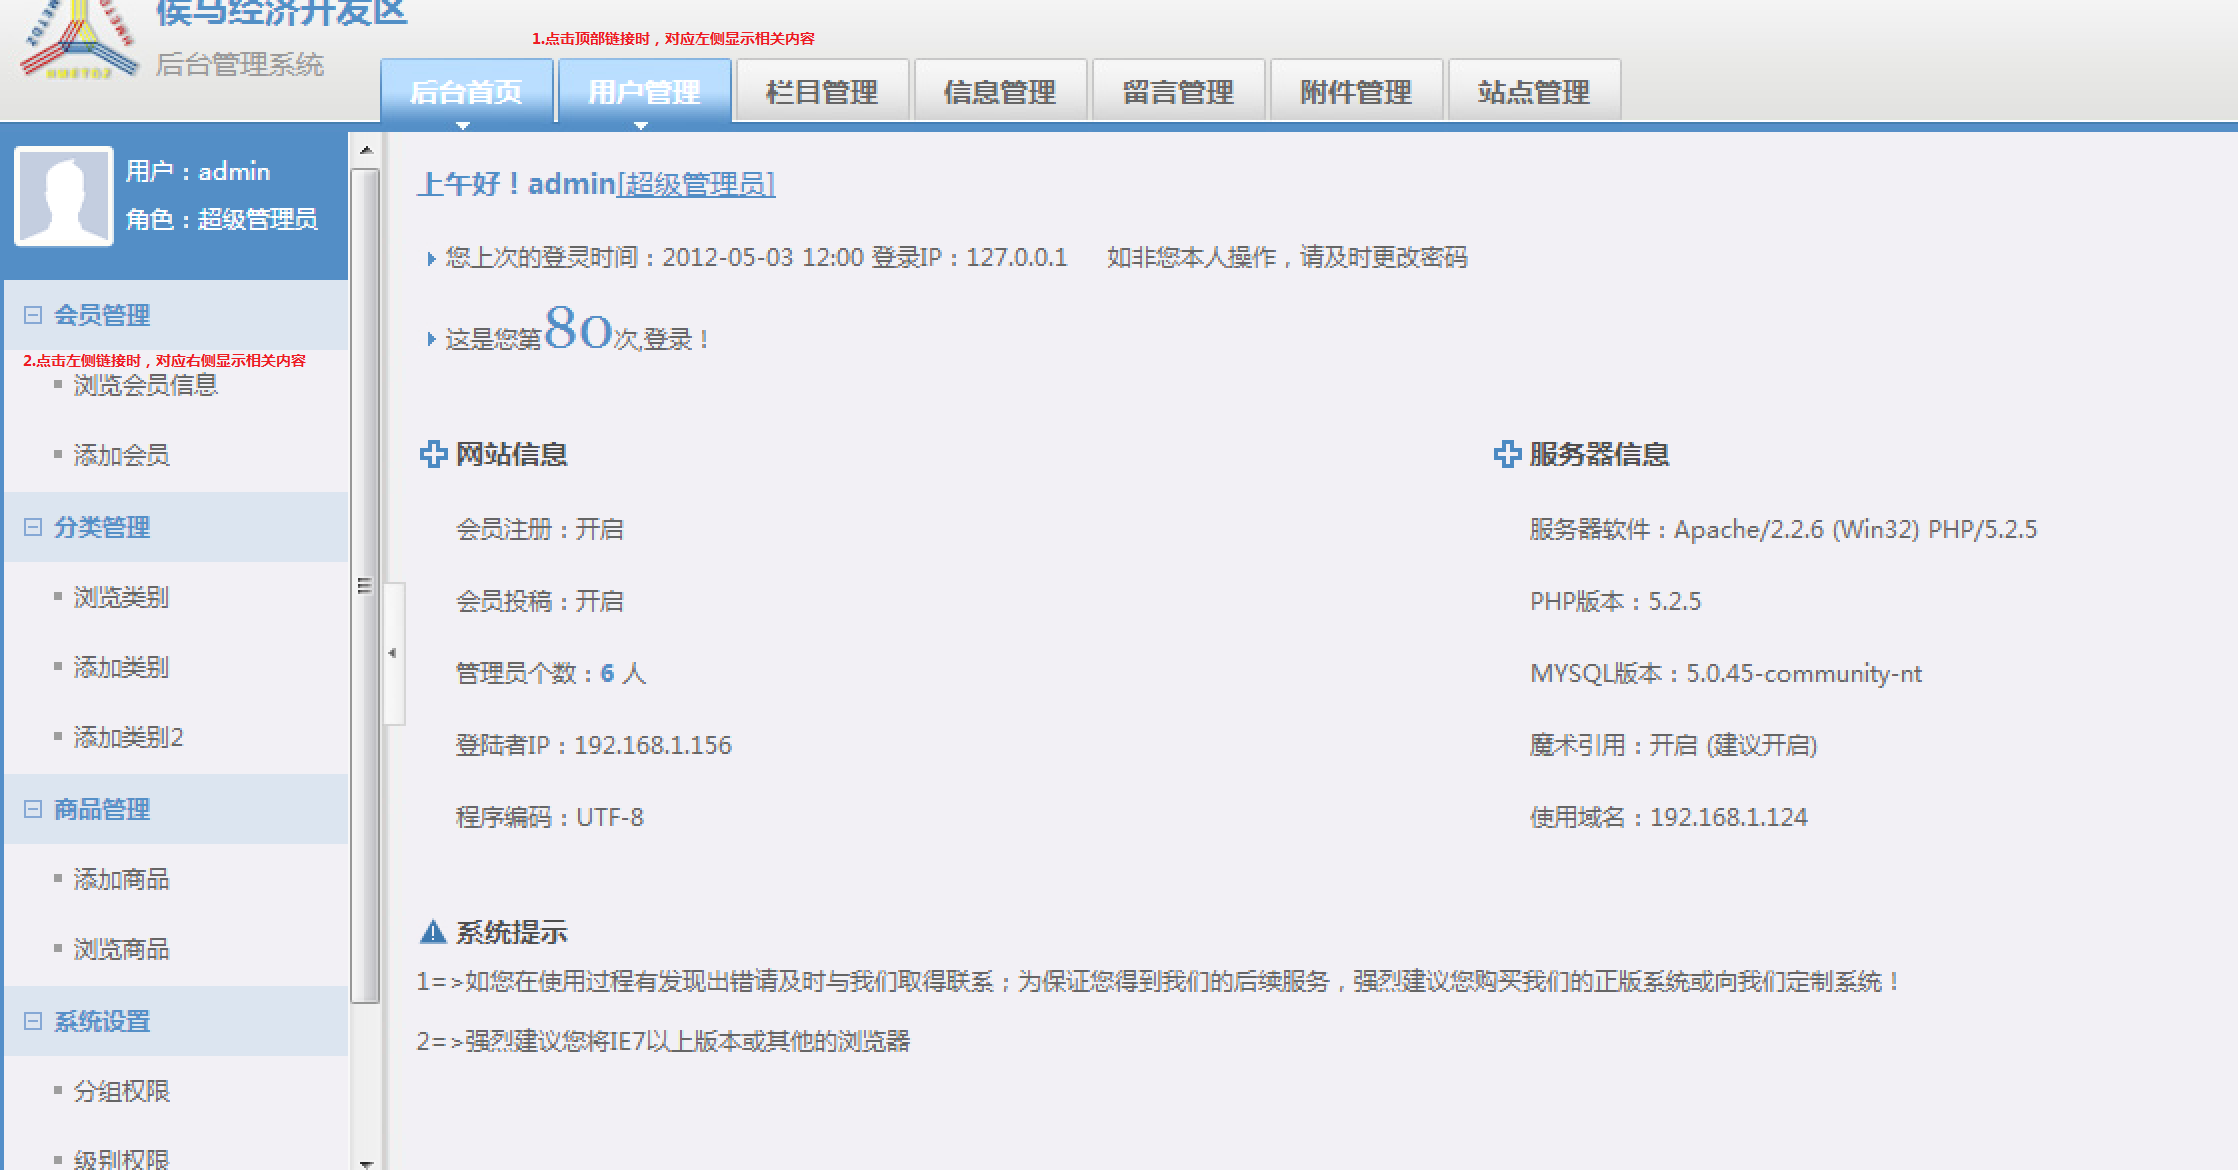 侯马经济开发区
后台管理系统
1.点击顶部链接时，对应左侧显示相关内容
后台首页
用户管理
栏目管理
信息管理
留言管理
附件管理
站点管理
用户：admin
角色：超级管理员
会员管理
2.点击左侧链接时，对应右侧显示相关内容
浏览会员信息
添加会员
分类管理
浏览类别
添加类别
添加类别2
商品管理
添加商品
浏览商品
系统设置
分组权限
级别权限
上午好！admin[超级管理员]
您上次的登灵时间：2012-05-03 12:00 登录IP：127.0.0.1 如非您本人操作，请及时更改密码
这是您第80次,登录！
网站信息
会员注册：开启
会员投稿：开启
管理员个数：6 人
登陆者IP：192.168.1.156
程序编码：UTF-8
服务器信息
服务器软件：Apache/2.2.6 (Win32) PHP/5.2.5
PHP版本：5.2.5
MYSQL版本：5.0.45-community-nt
魔术引用：开启 (建议开启)
使用域名：192.168.1.124
系统提示
1=>如您在使用过程有发现出错请及时与我们取得联系；为保证您得到我们的后续服务，强烈建议您购买我们的正版系统或向我们定制系统！
2=>强烈建议您将IE7以上版本或其他的浏览器